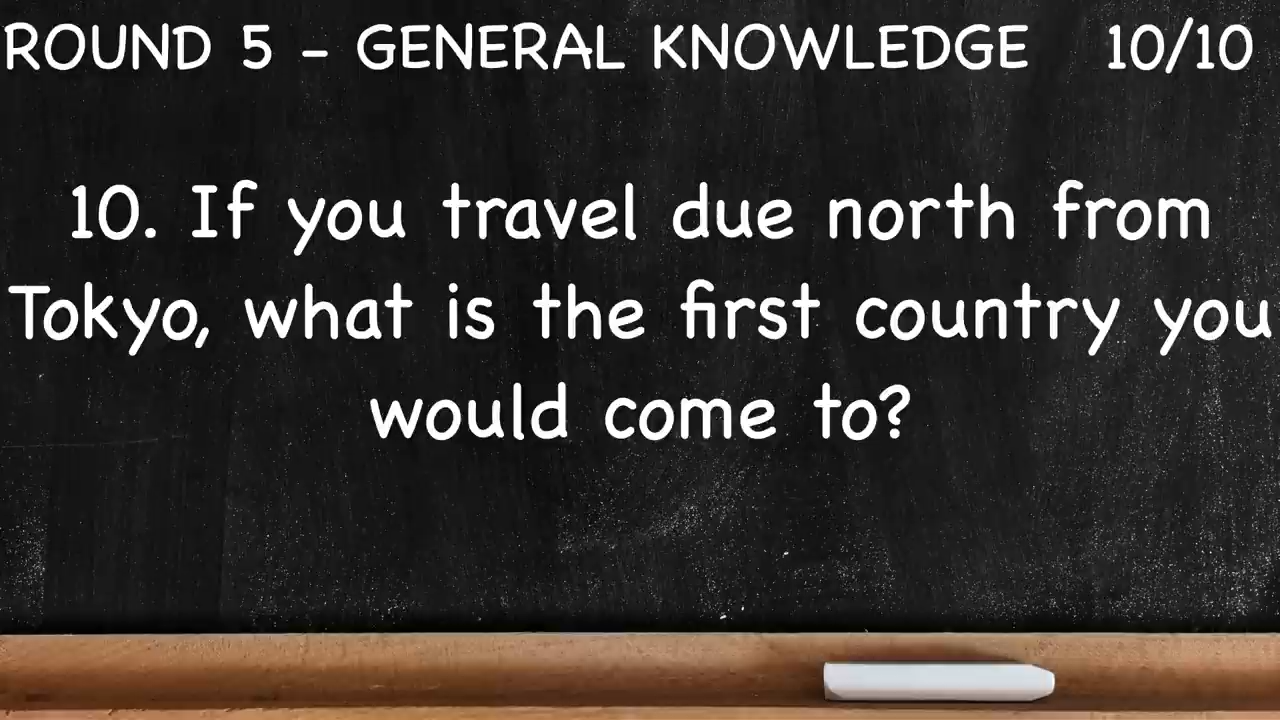 ROUND 5 - GENERAL KNOWLEDGE 10/10
10. If you travel due north from
Tokyo, what is the first country you
would come to?